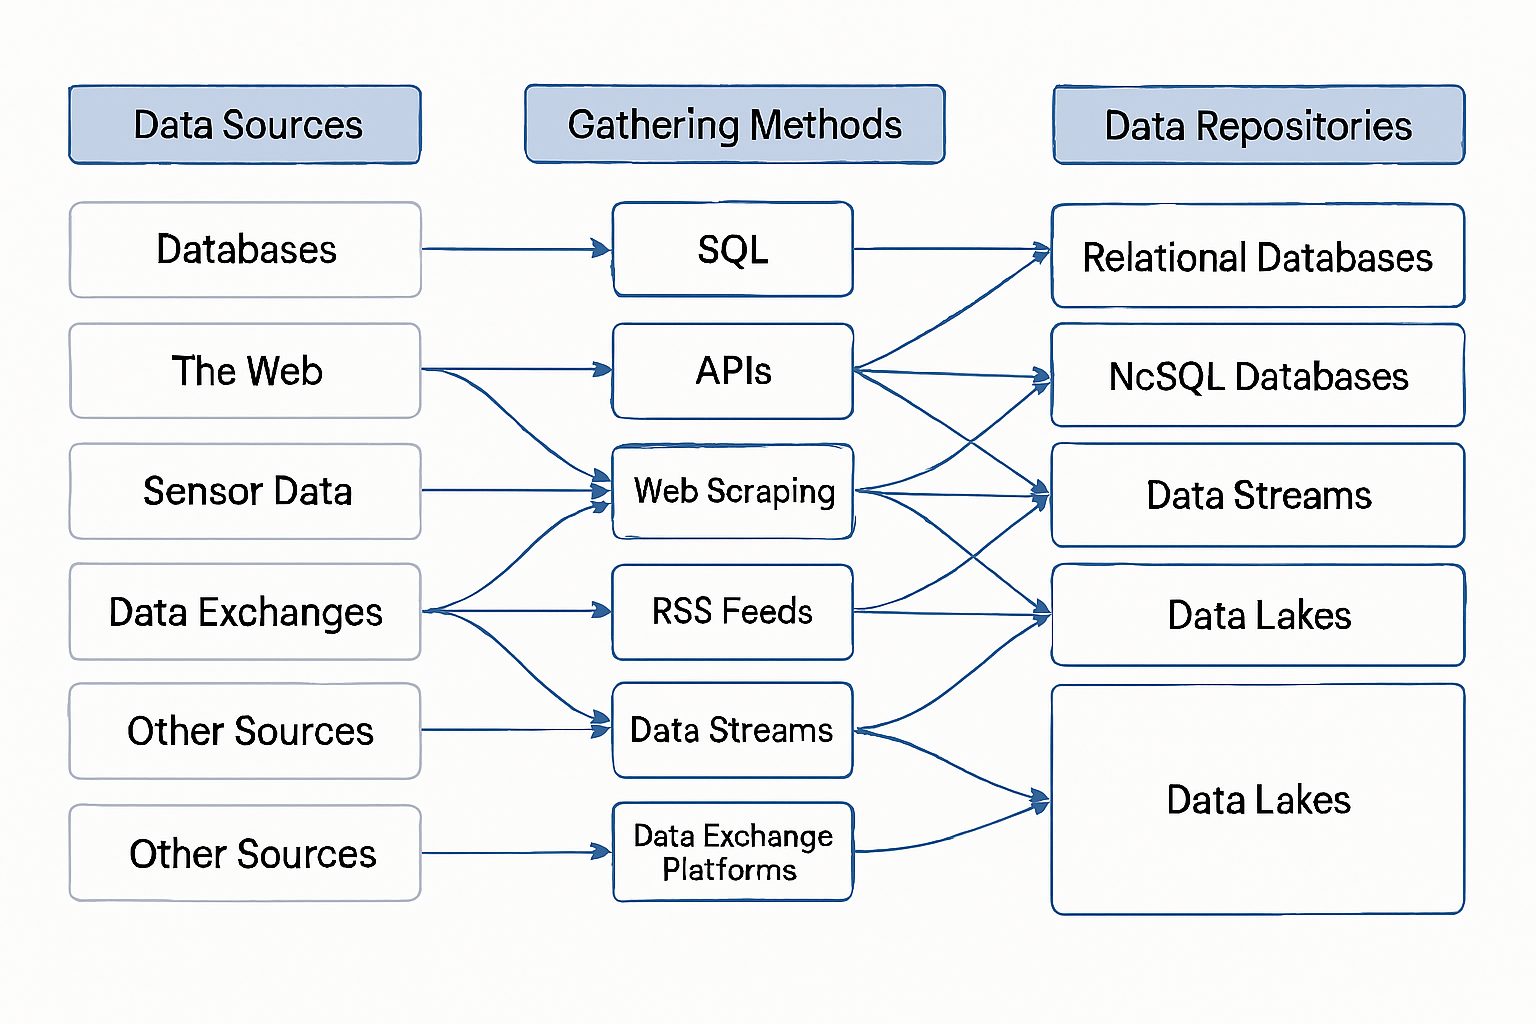 Data Sources
Gathering Methods
Data Repositories
Databases
SQL
Relational Databases
The Web
APIs
NcSQL Databases
Sensor Data
Web Scraping
Data Streams
Data Exchanges
RSS Feeds
Data Lakes
Other Sources
Data Streams
Data Lakes
Other Sources
Data Exchange
Platforms